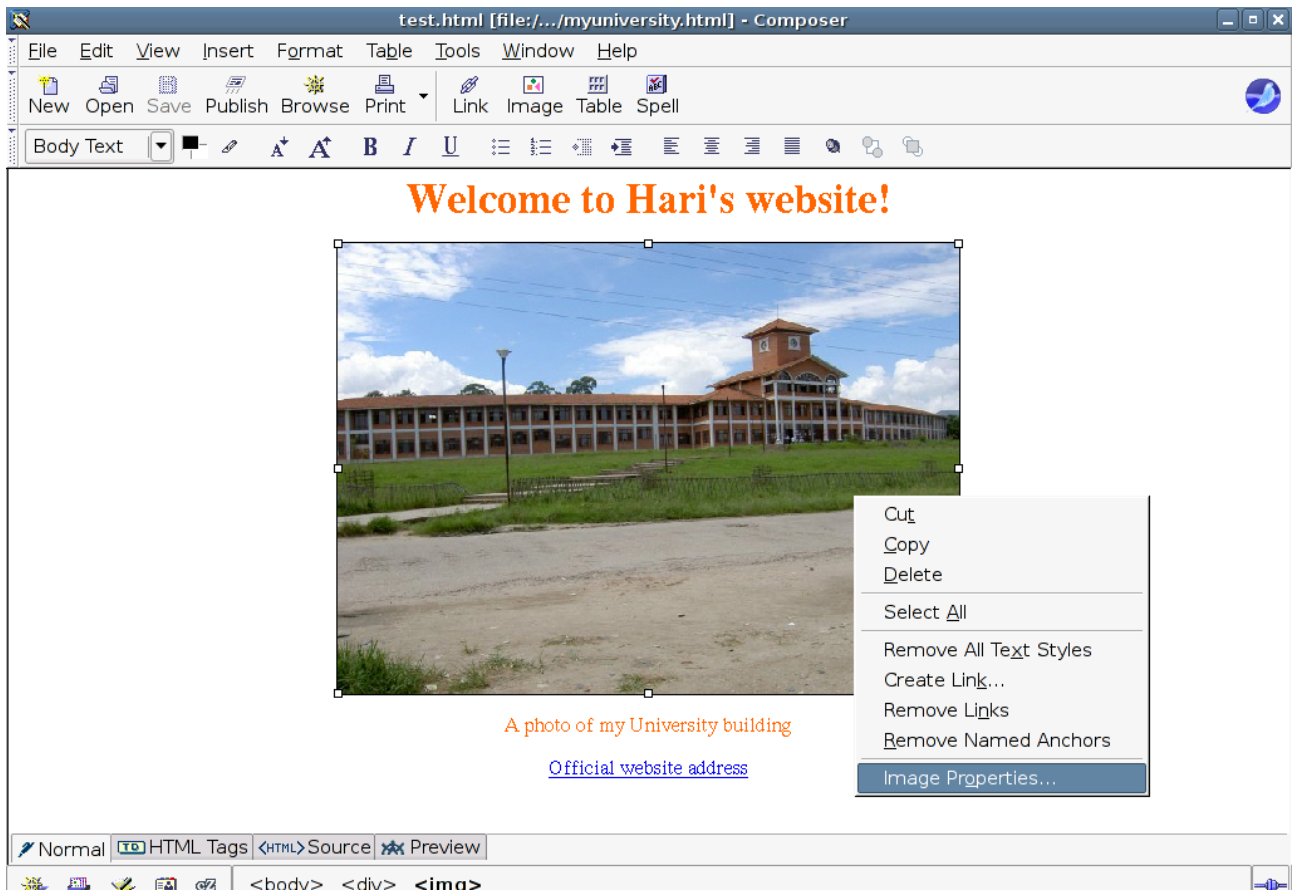 test.html [file:/.../myuniversity.html] - Composer
File Edit View Insert Format Table Tools Window Help
New Open Save Publish Browse Print Link Image Table Spell
Body Text B I U
Welcome to Hari's website!
Cut
Copy
Delete
Select All
Remove All Text Styles
Create Link...
Remove Links
Remove Named Anchors
Image Properties...
A photo of my University building
Official website address
Normal TD HTML Tags <HTML> Source Preview
<body> <div> <img>